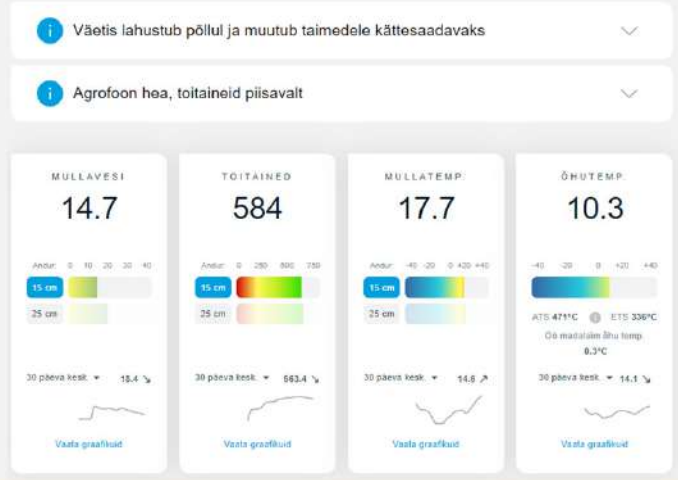 Väetis lahustub põllul ja muutub taimedele kättesaadavaks
Agrofoon hea, toitaineid piisavalt
MULLAVESI
14.7
Andur: 0 10 20 30 40
15 cm
25 cm
30 päeva kesk. 18.4
Vaata graafikuid
TOITAINED
584
Andur: 0 250 500 750
15 cm
25 cm
30 päeva kesk. 563.4
Vaata graafikuid
MULLATEMP.
17.7
Andur: -40 -20 0 +20 +40
15 cm
25 cm
30 päeva kesk. 14.6
Vaata graafikuid
ÕHUTEMP.
10.3
-40 -20 0 +20 +40
ATS 471°C ETS 336°C
Öö madalaim õhu temp.
0.3°C
30 päeva kesk. 14.1
Vaata graafikuid